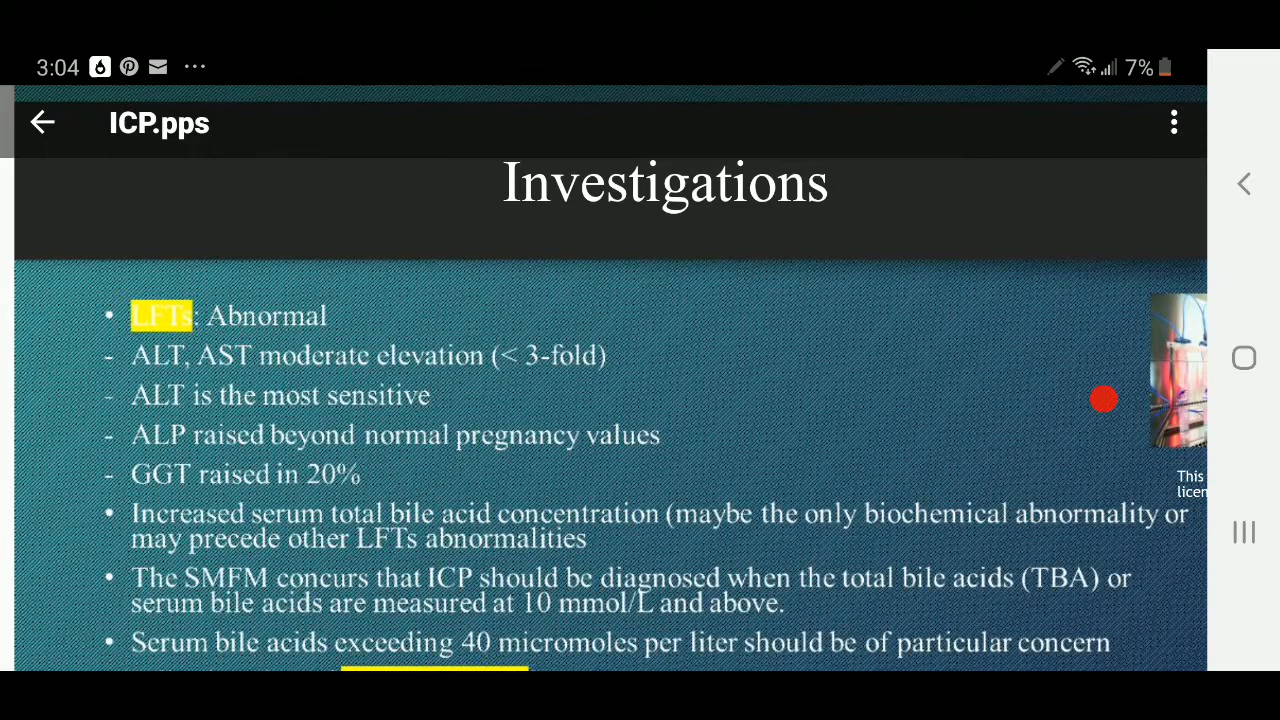 3:04
7%
ICP.pps
Investigations
• LFTs: Abnormal
- ALT, AST moderate elevation (< 3-fold)
- ALT is the most sensitive
- ALP raised beyond normal pregnancy values
- GGT raised in 20%
• Increased serum total bile acid concentration (maybe the only biochemical abnormality or
may precede other LFTs abnormalities
• The SMFM concurs that ICP should be diagnosed when the total bile acids (TBA) or
serum bile acids are measured at 10 mmol/L and above.
• Serum bile acids exceeding 40 micromoles per liter should be of particular concern
This
licen